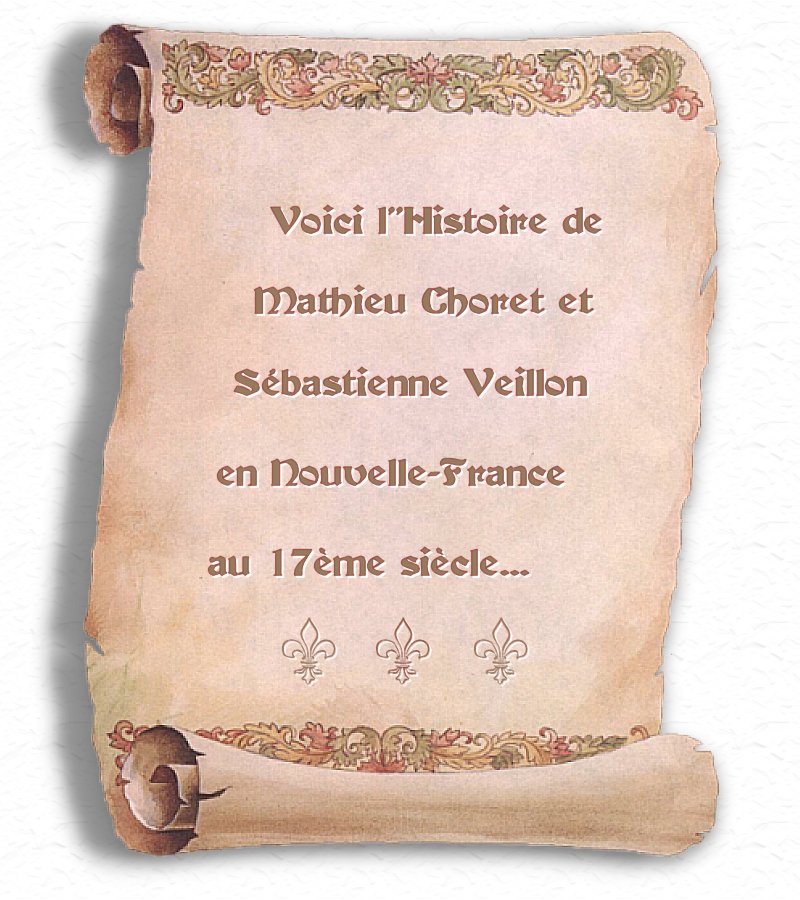 Voici l"Histoire de
Mathieu Choret et
Sébastienne Veillon
en Nouvelle-France
au 17ème siècle...